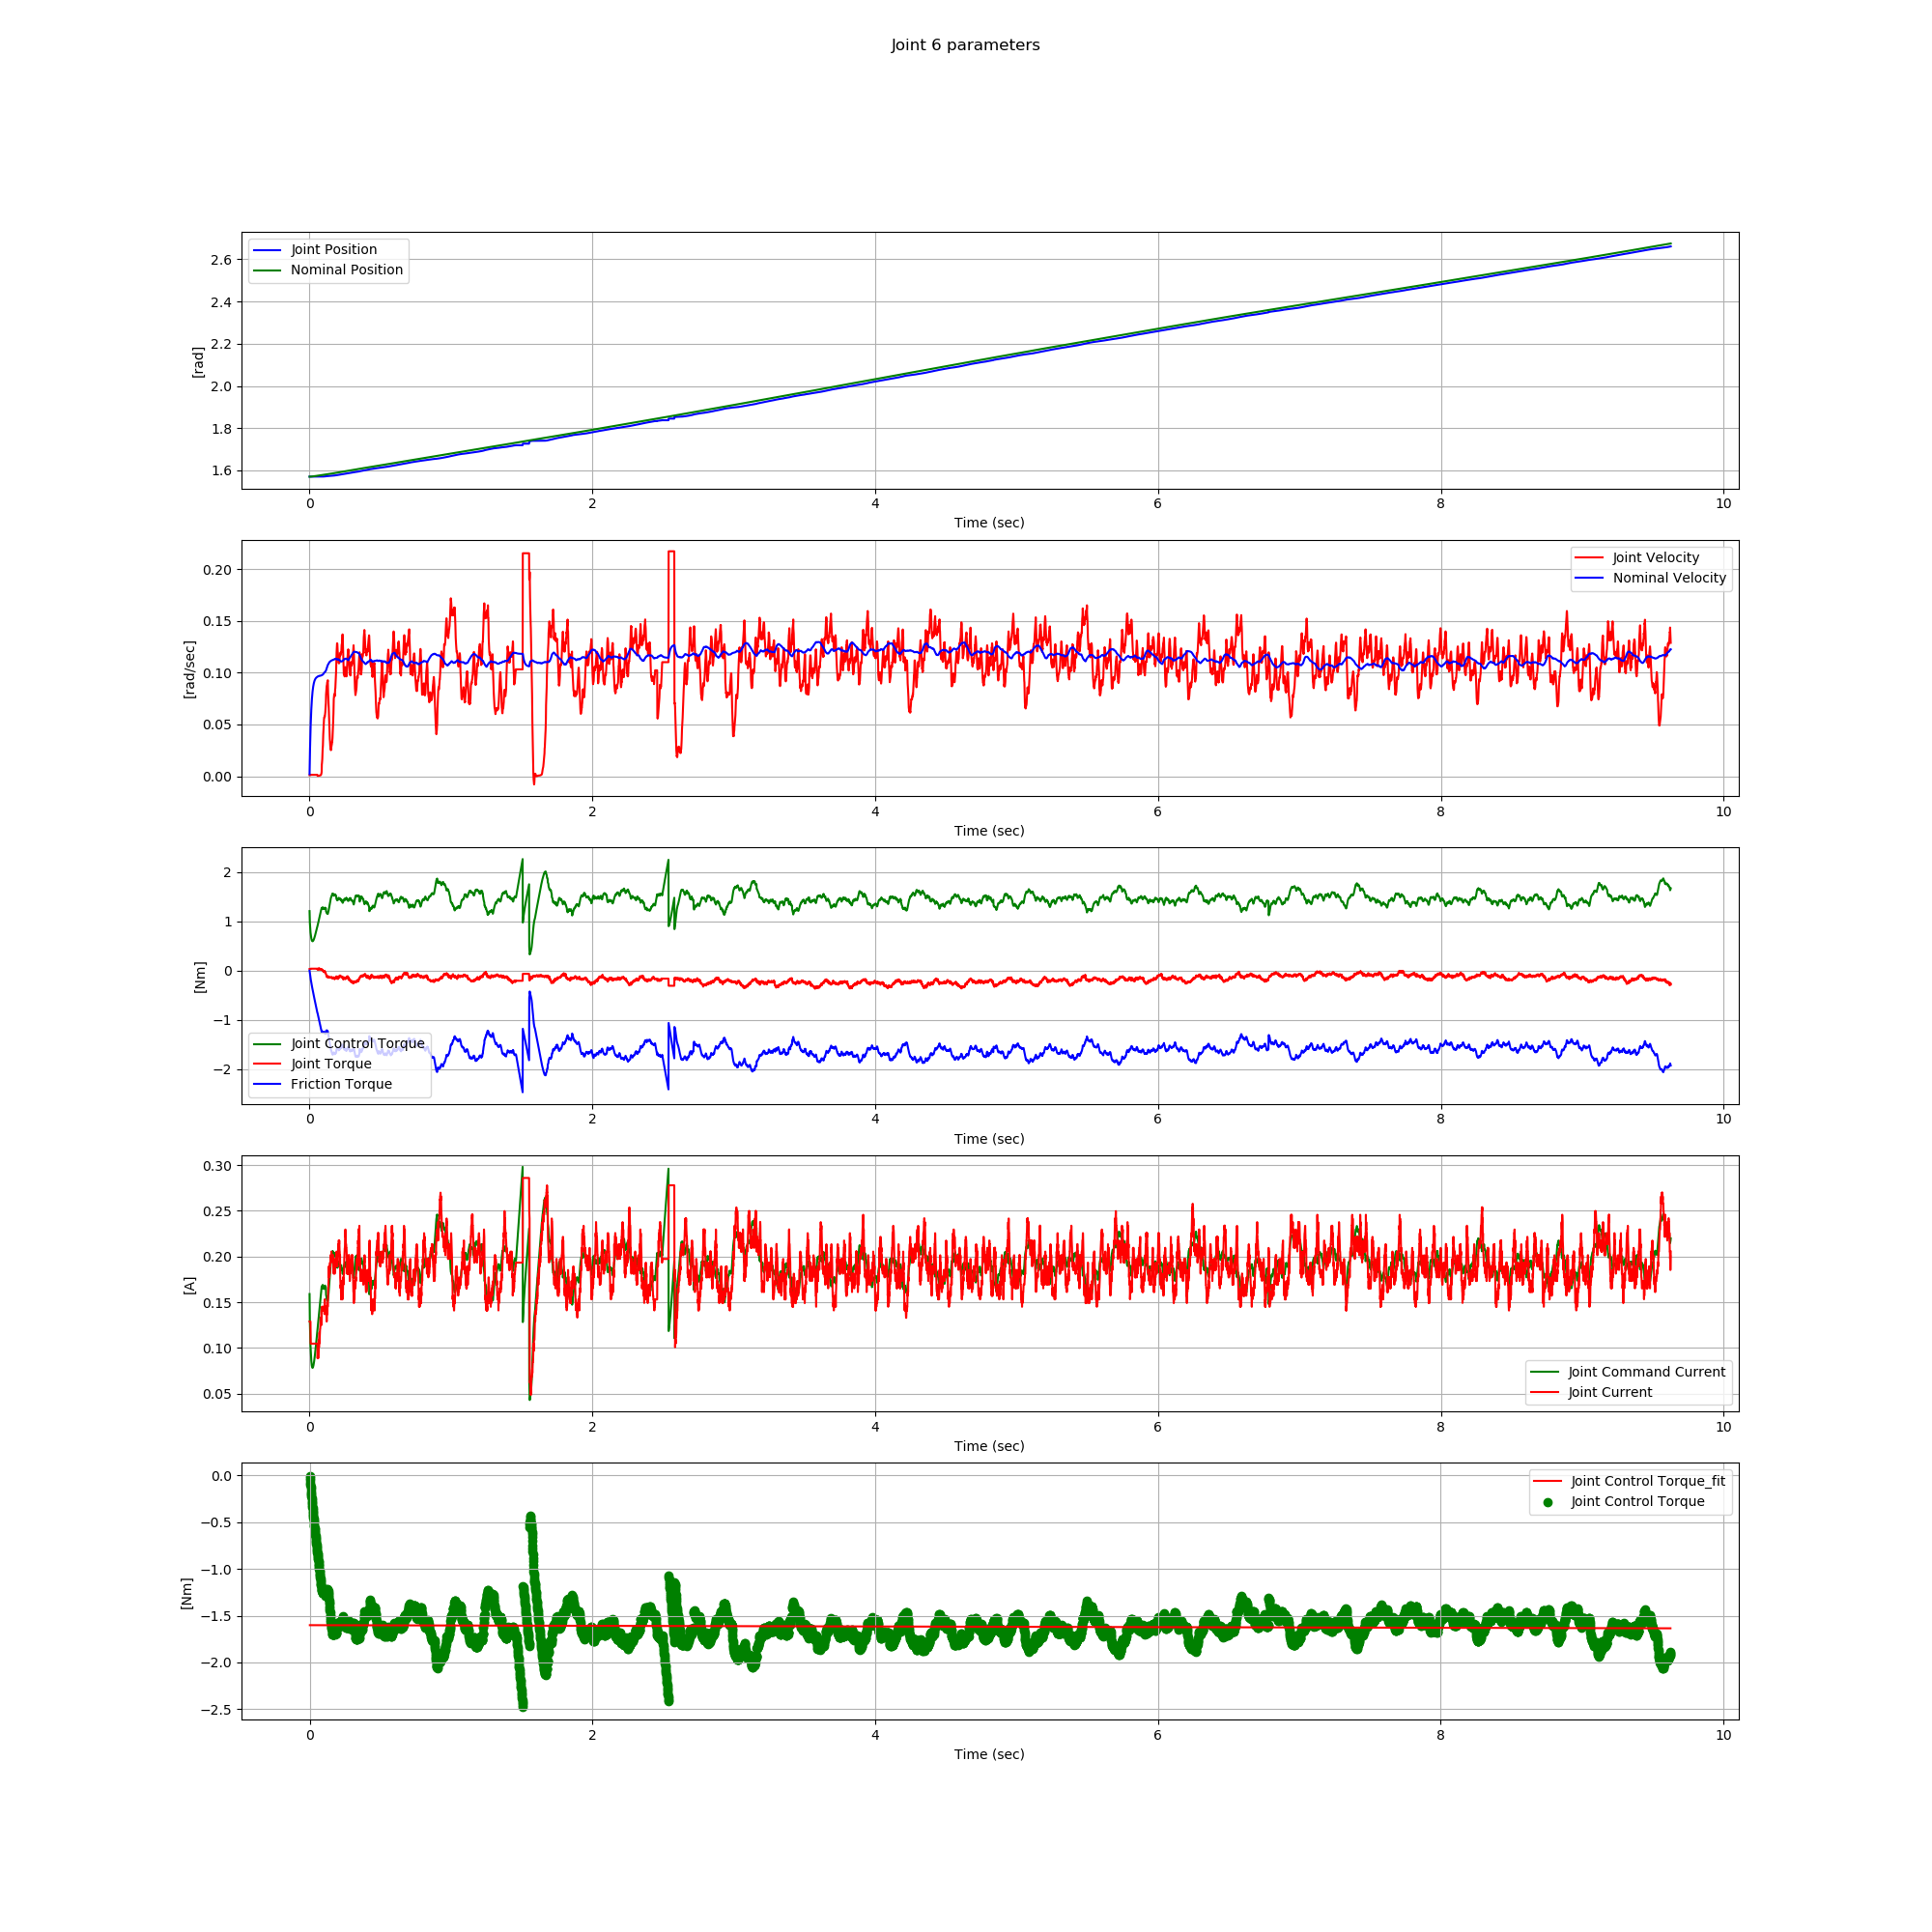 Joint 6 parameters
Joint Position
Nominal Position
2.6
2.4
2.2
2.0
1.8
1.6
[rad]
0 2 4 6 8 10
Time (sec)
Joint Velocity
Nominal Velocity
0.20
0.15
0.10
0.05
0.00
[rad/sec]
0 2 4 6 8 10
Time (sec)
2
1
0
−1
−2
[Nm]
Joint Control Torque
Joint Torque
Friction Torque
0 2 4 6 8 10
Time (sec)
0.30
0.25
0.20
0.15
0.10
0.05
[A]
Joint Command Current
Joint Current
0 2 4 6 8 10
Time (sec)
Joint Control Torque_fit
Joint Control Torque
0.0
−0.5
−1.0
−1.5
−2.0
−2.5
[Nm]
0 2 4 6 8 10
Time (sec)